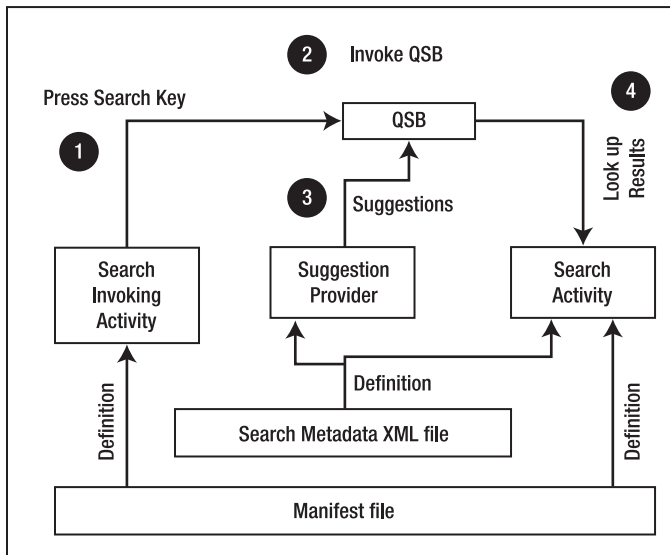 2 Invoke QSB
Press Search Key
4
QSB
1
Look up
Results
3
Suggestions
Search
Invoking
Activity
Suggestion
Provider
Search
Activity
Definition
Definition
Definition
Search Metadata XML file
Manifest file